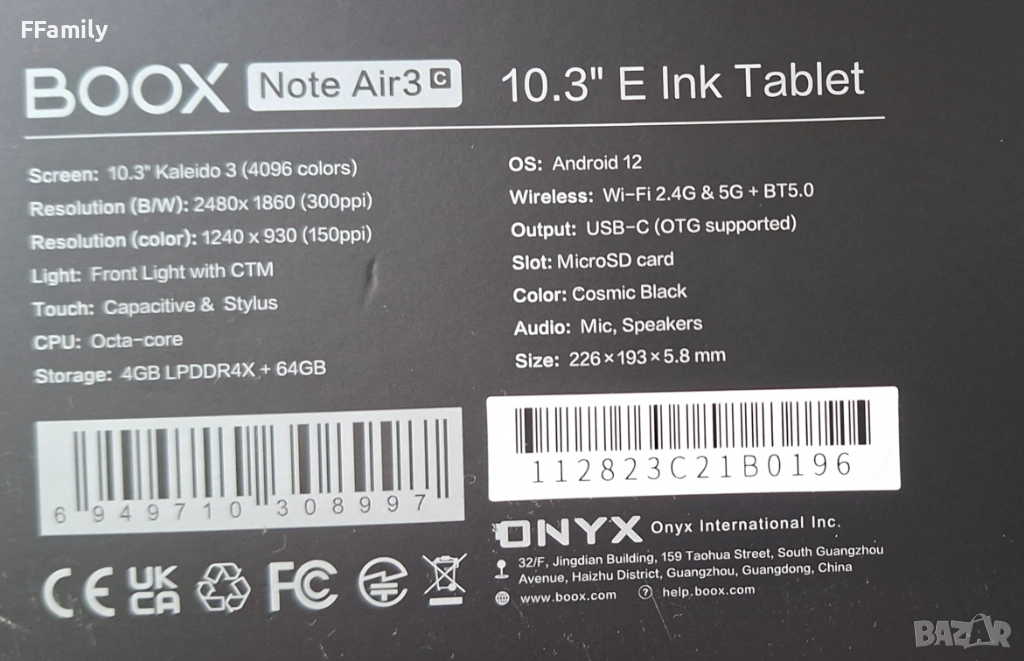 FFamily
BOOX Note Air3 C 10.3" E Ink Tablet
Screen: 10.3" Kaleido 3 (4096 colors)
Resolution (B/W): 2480x 1860 (300ppi)
Resolution (color): 1240 x 930 (150ppi)
Light: Front Light with CTM
Touch: Capacitive & Stylus
CPU: Octa-core
Storage: 4GB LPDDR4X + 64GB
OS: Android 12
Wireless: Wi-Fi 2.4G & 5G + BT5.0
Output: USB-C (OTG supported)
Slot: MicroSD card
Color: Cosmic Black
Audio: Mic, Speakers
Size: 226×193×5.8 mm
6 949710 308997
112823C21B0196
ONYX Onyx International Inc.
32/F, Jingdian Building, 159 Taohua Street, South Guangzhou
Avenue, Haizhu District, Guangzhou, Guangdong, China
www.boox.com ? help.boox.com
CE UK CA FC
BAZAR